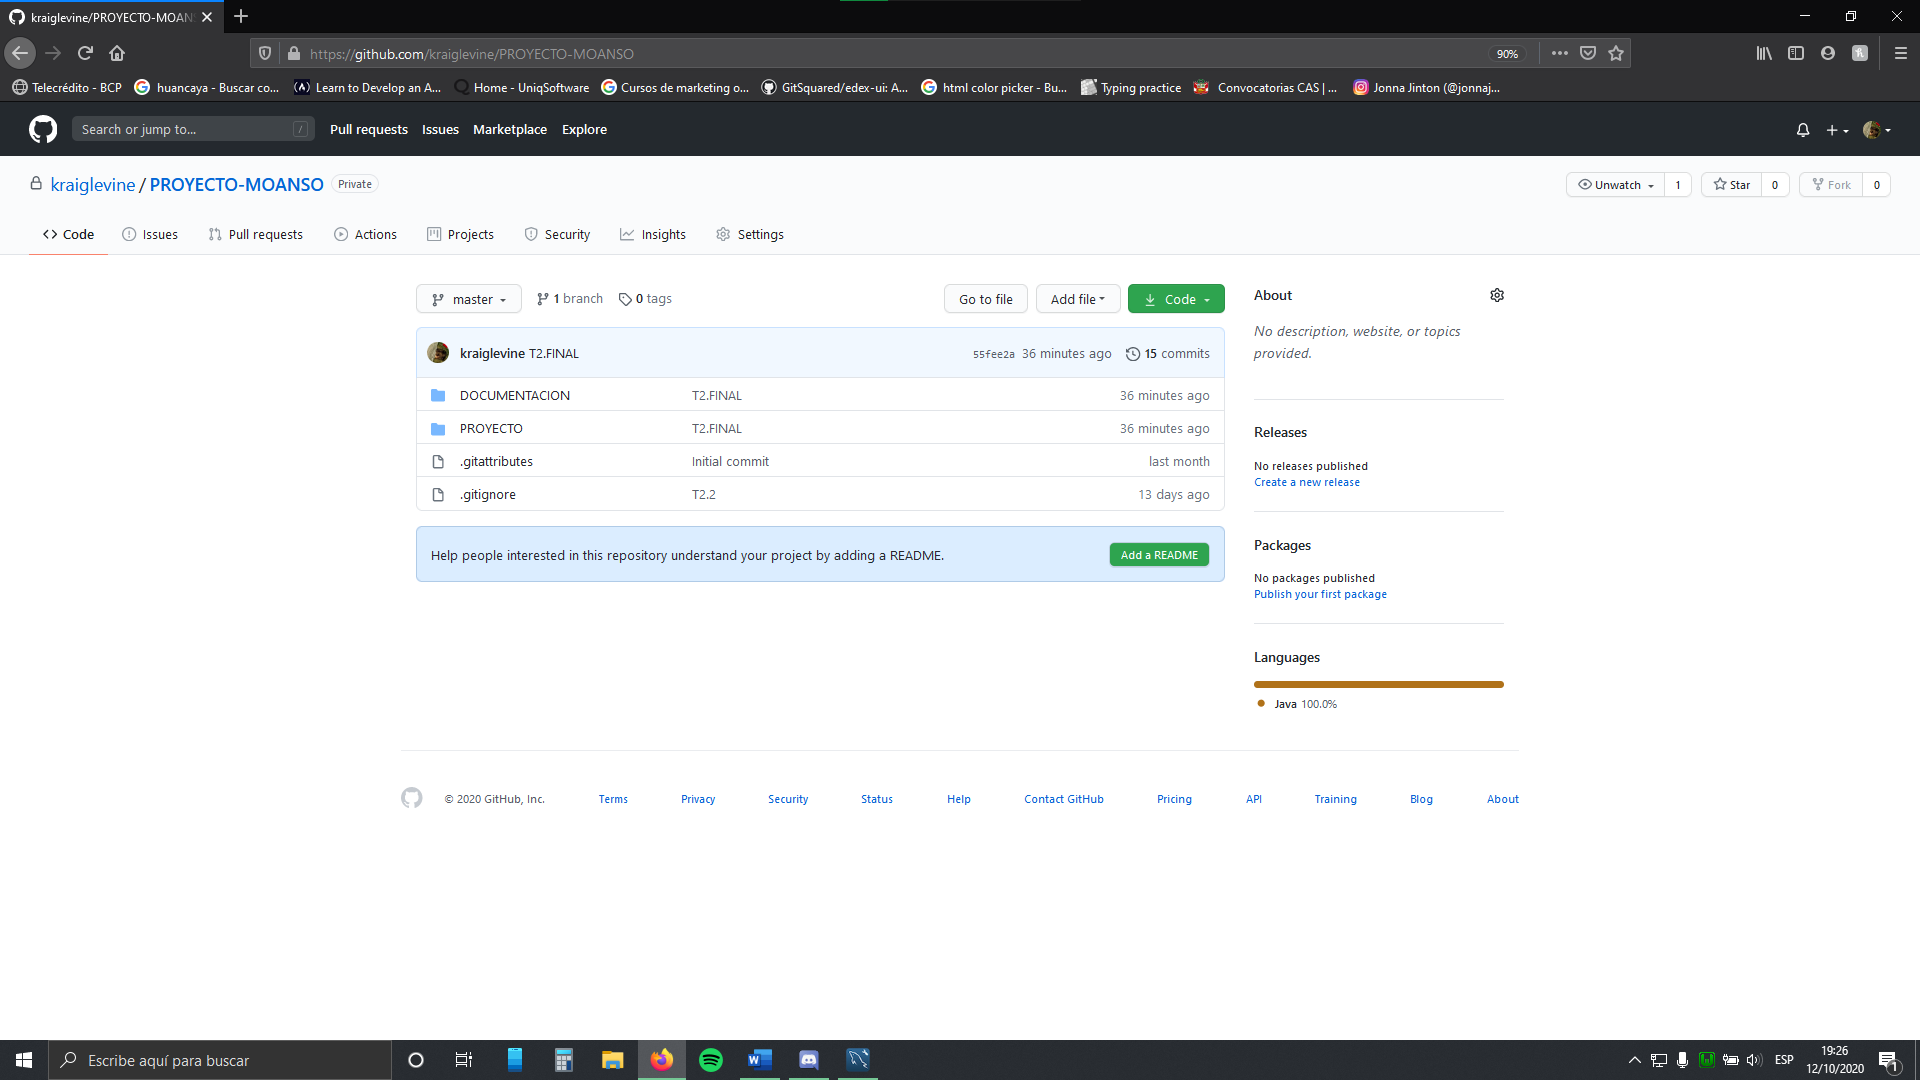 kraiglevine/PROYECTO-MOAN
https://github.com/kraiglevine/PROYECTO-MOANSO
90%
Telecrédito - BCP
huancaya - Buscar co...
Learn to Develop an A...
Home - UniqSoftware
Cursos de marketing o...
GitSquared/edex-ui: A...
html color picker - Bu...
Typing practice
Convocatorias CAS | ...
Jonna Jinton (@jonnaj...
Search or jump to...
/
Pull requests
Issues
Marketplace
Explore
kraiglevine / PROYECTO-MOANSO
Private
Unwatch
1
Star
0
Fork
0
Code
Issues
Pull requests
Actions
Projects
Security
Insights
Settings
master
1 branch
0 tags
Go to file
Add file
Code
kraiglevine T2.FINAL
55fee2a
36 minutes ago
15 commits
DOCUMENTACION
T2.FINAL
36 minutes ago
PROYECTO
T2.FINAL
36 minutes ago
.gitattributes
Initial commit
last month
.gitignore
T2.2
13 days ago
Help people interested in this repository understand your project by adding a README.
Add a README
About
No description, website, or topics
provided.
Releases
No releases published
Create a new release
Packages
No packages published
Publish your first package
Languages
Java 100.0%
© 2020 GitHub, Inc.
Terms
Privacy
Security
Status
Help
Contact GitHub
Pricing
API
Training
Blog
About
Escribe aquí para buscar
ESP
19:26
12/10/2020
1